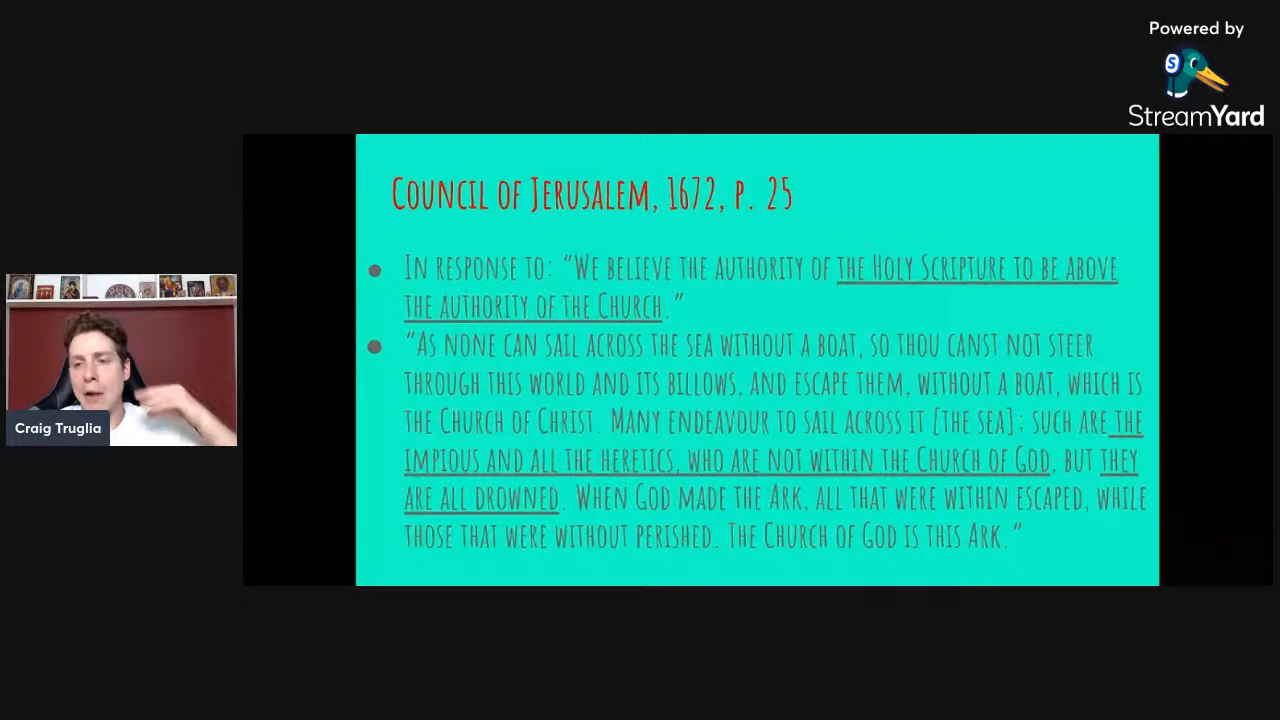 Powered by
StreamYard
COUNCIL OF JERUSALEM, 1672, P. 25
● IN RESPONSE TO: “WE BELIEVE THE AUTHORITY OF THE HOLY SCRIPTURE TO BE ABOVE
THE AUTHORITY OF THE CHURCH.”
● “AS NONE CAN SAIL ACROSS THE SEA WITHOUT A BOAT, SO THOU CANST NOT STEER
THROUGH THIS WORLD AND ITS BILLOWS, AND ESCAPE THEM, WITHOUT A BOAT, WHICH IS
THE CHURCH OF CHRIST. MANY ENDEAVOUR TO SAIL ACROSS IT [THE SEA]; SUCH ARE THE
IMPIOUS AND ALL THE HERETICS, WHO ARE NOT WITHIN THE CHURCH OF GOD, BUT THEY
ARE ALL DROWNED. WHEN GOD MADE THE ARK, ALL THAT WERE WITHIN ESCAPED, WHILE
THOSE THAT WERE WITHOUT PERISHED. THE CHURCH OF GOD IS THIS ARK.”
Craig Truglia